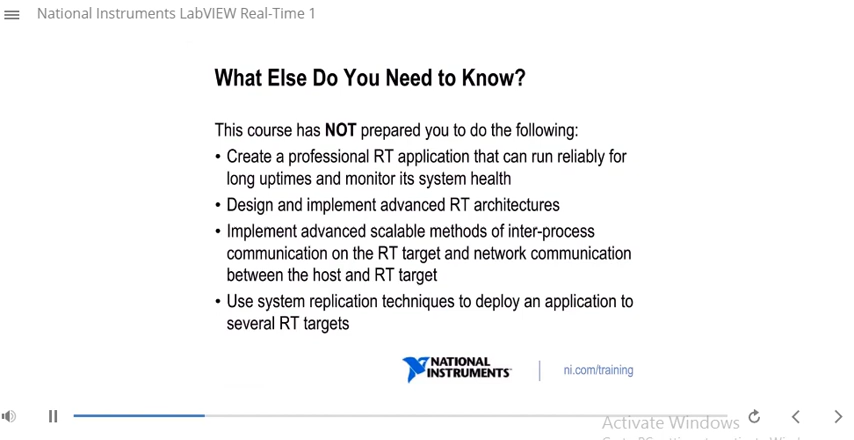 National Instruments LabVIEW Real-Time 1
What Else Do You Need to Know?
This course has NOT prepared you to do the following:
• Create a professional RT application that can run reliably for
long uptimes and monitor its system health
• Design and implement advanced RT architectures
• Implement advanced scalable methods of inter-process
communication on the RT target and network communication
between the host and RT target
• Use system replication techniques to deploy an application to
several RT targets
NATIONAL
INSTRUMENTS
ni.com/training
Activate Windows